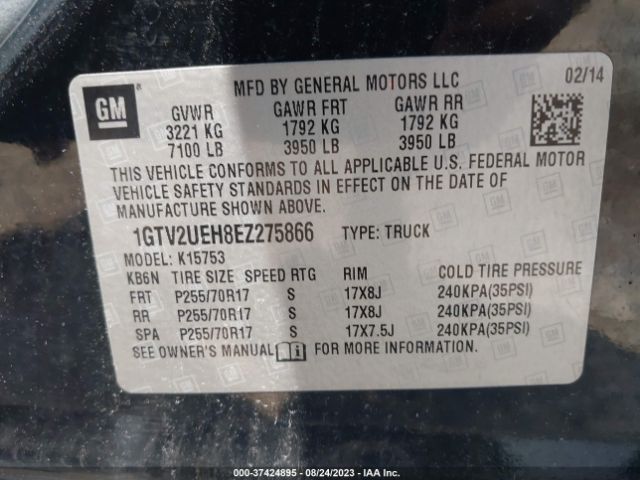 MFD BY GENERAL MOTORS LLC 02/14
GM
GVWR GAWR FRT GAWR RR
3221 KG 1792 KG 1792 KG
7100 LB 3950 LB 3950 LB
THIS VEHICLE CONFORMS TO ALL APPLICABLE U.S. FEDERAL MOTOR
VEHICLE SAFETY STANDARDS IN EFFECT ON THE DATE OF
MANUFACTURE SHOWN ABOVE.
1GTV2UEH8EZ275866 TYPE: TRUCK
MODEL: K15753
KB6N TIRE SIZE SPEED RTG RIM COLD TIRE PRESSURE
FRT P255/70R17 S 17X8J 240KPA(35PSI)
RR P255/70R17 S 17X8J 240KPA(35PSI)
SPA P255/70R17 S 17X7.5J 240KPA(35PSI)
SEE OWNER'S MANUAL FOR MORE INFORMATION.
000-37424895 - 08/24/2023 - IAA Inc.